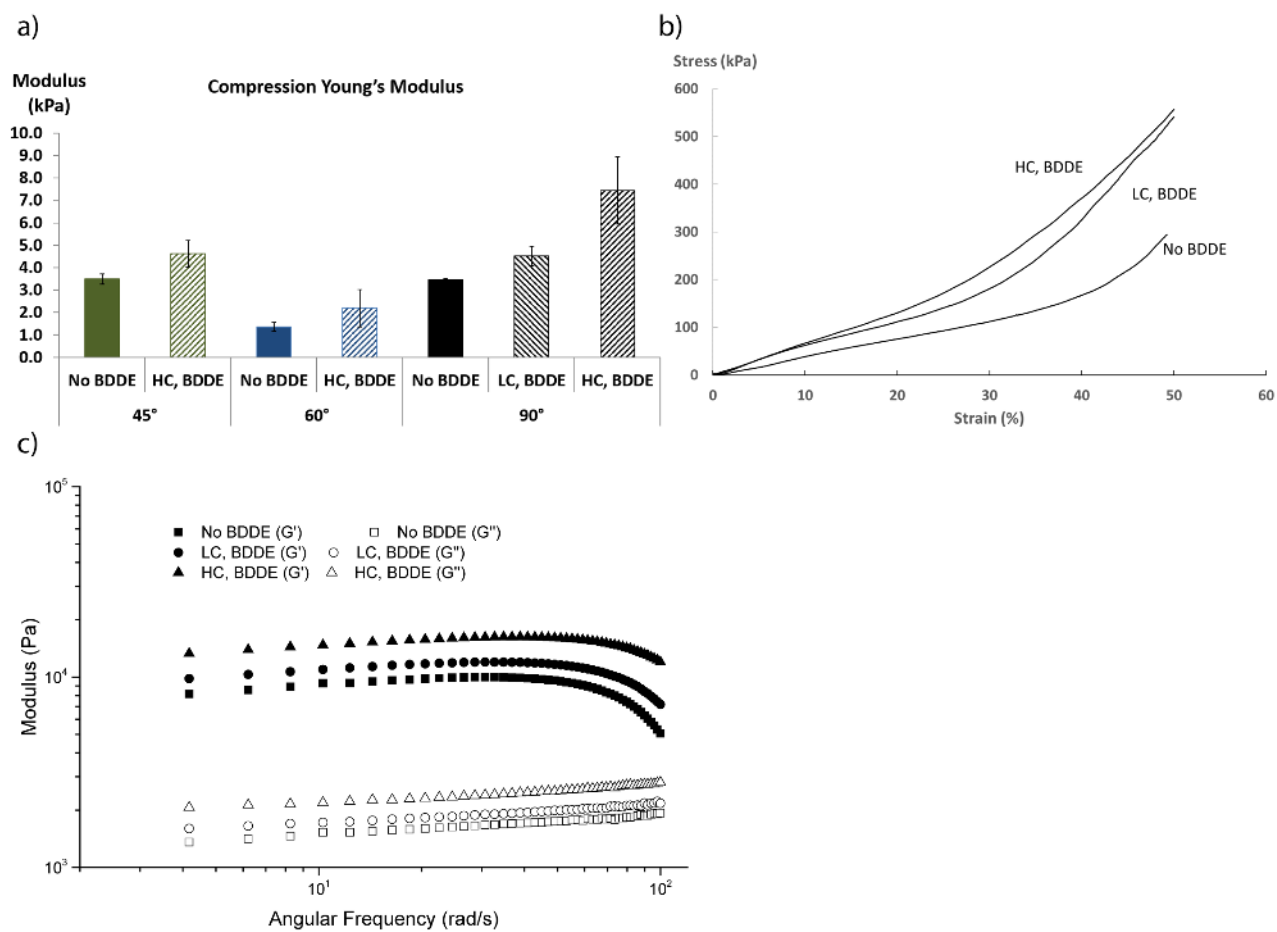 a)
Modulus
(kPa)
Compression Young's Modulus
10.0
9.0
8.0
7.0
6.0
5.0
4.0
3.0
2.0
1.0
0.0
No BDDE HC, BDDE No BDDE HC, BDDE No BDDE LC, BDDE HC, BDDE
45° 60° 90°
b)
Stress (kPa)
600
500
400
300
200
100
0
HC, BDDE
LC, BDDE
No BDDE
0 10 20 30 40 50 60
Strain (%)
c)
Modulus (Pa)
10⁵
10⁴
10³
No BDDE (G') No BDDE (G")
LC, BDDE (G') LC, BDDE (G")
HC, BDDE (G') HC, BDDE (G")
10¹ 10²
Angular Frequency (rad/s)